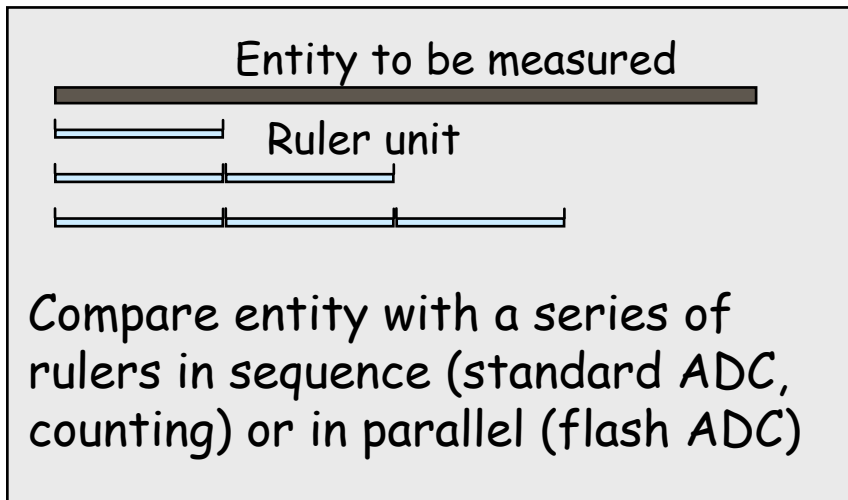 Entity to be measured
Ruler unit
Compare entity with a series of
rulers in sequence (standard ADC,
counting) or in parallel (flash ADC)